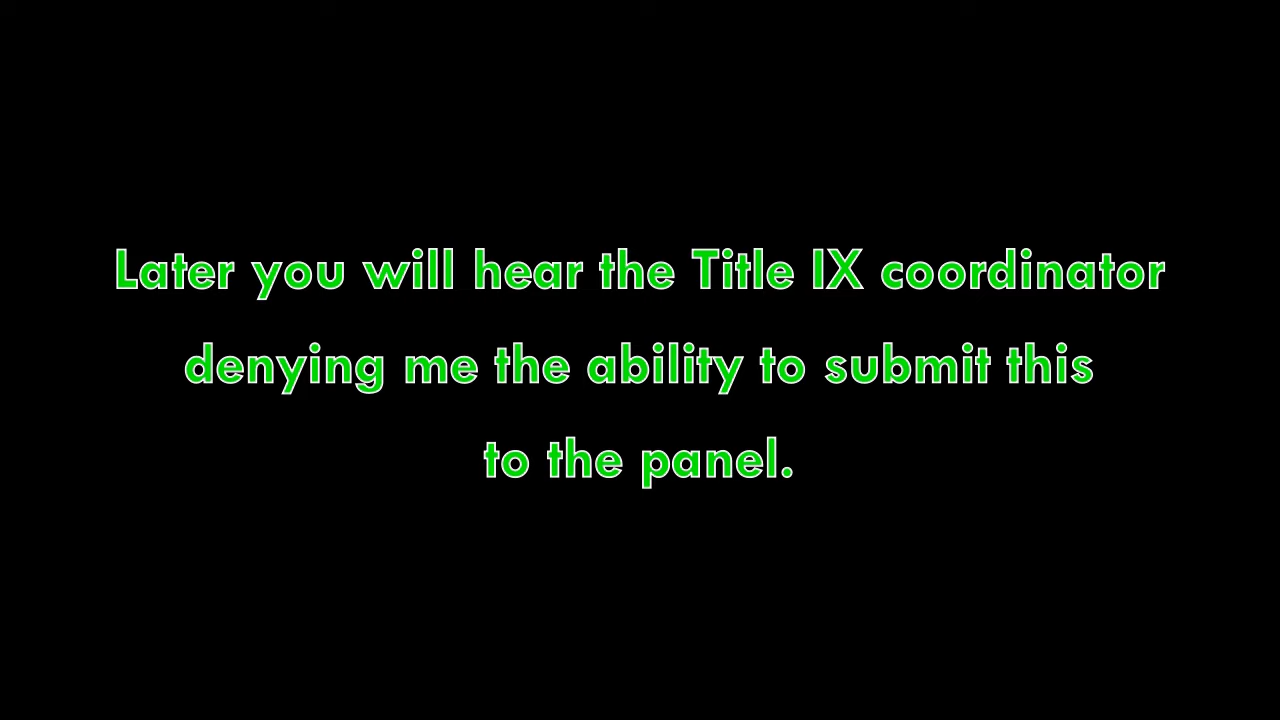 Later you will hear the Title IX coordinator
denying me the ability to submit this
to the panel.